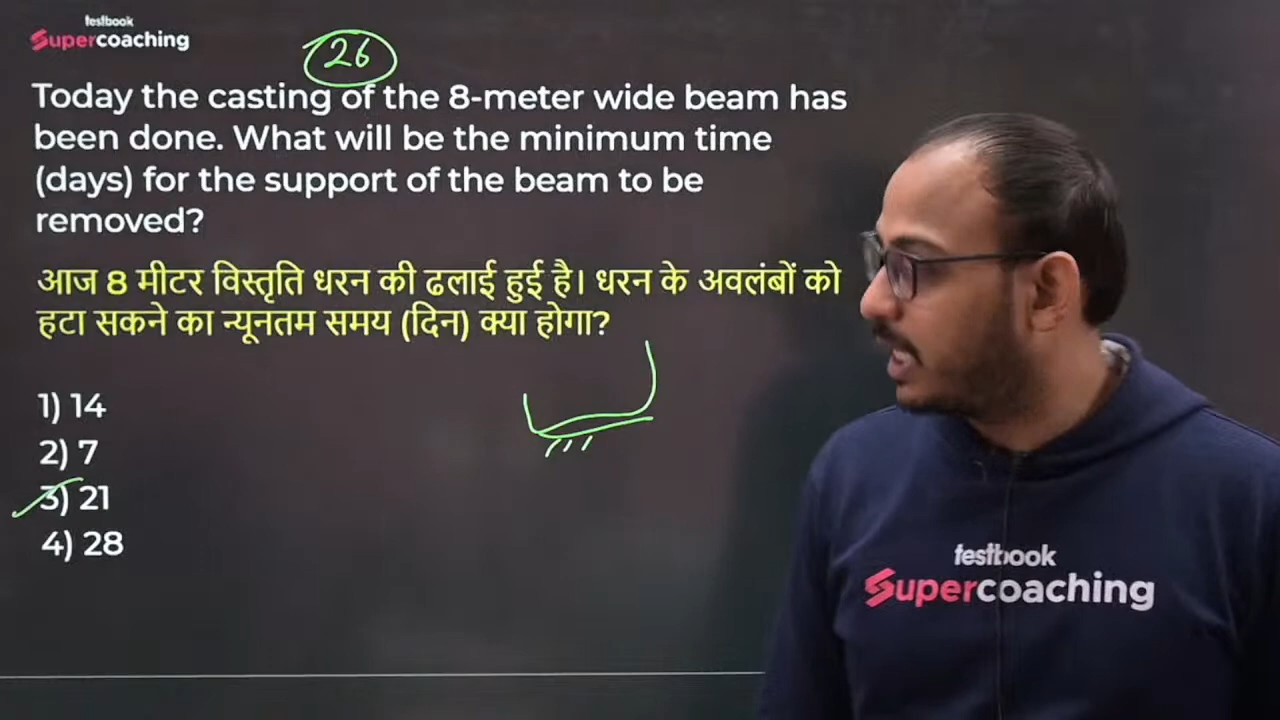 testbook
Supercoaching
26
Today the casting of the 8-meter wide beam has
been done. What will be the minimum time
(days) for the support of the beam to be
removed?
आज 8 मीटर विस्तृति धरन की ढलाई हुई है। धरन के अवलंबों को
हटा सकने का न्यूनतम समय (दिन) क्या होगा?
1) 14
2) 7
3) 21
4) 28
testbook
Supercoaching